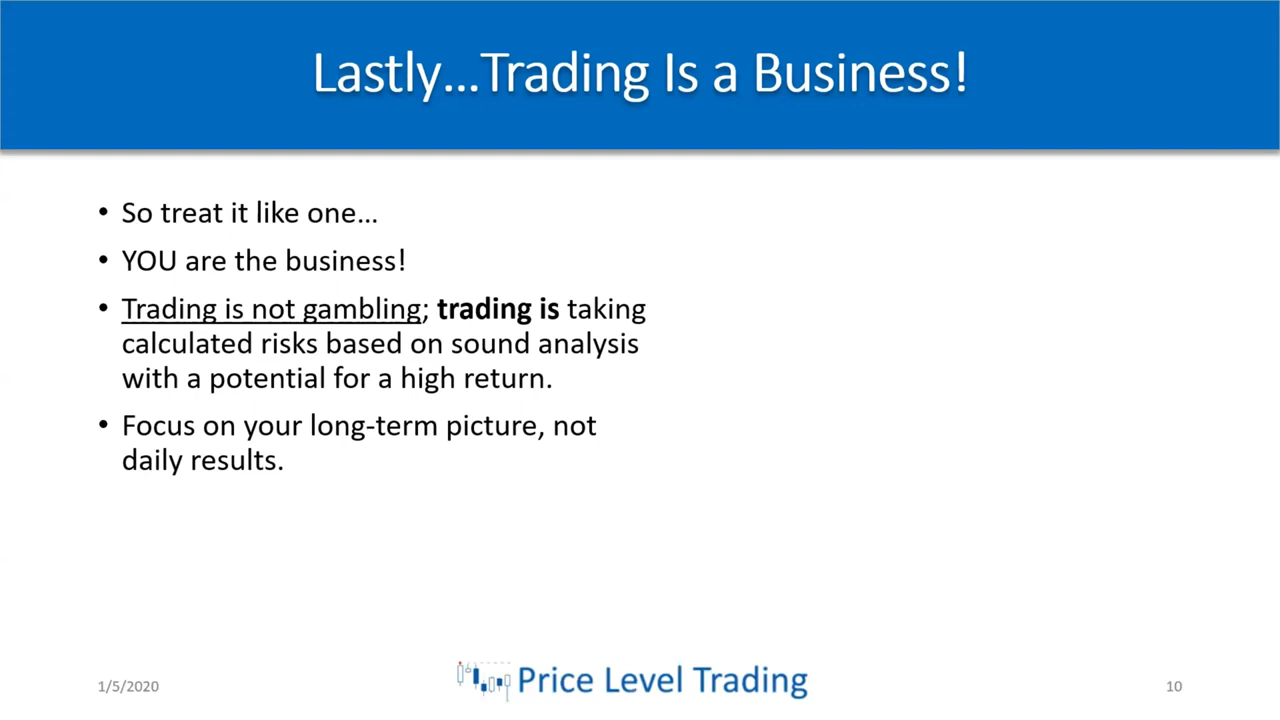 Lastly...Trading Is a Business!
• So treat it like one...
• YOU are the business!
• Trading is not gambling; trading is taking
calculated risks based on sound analysis
with a potential for a high return.
• Focus on your long-term picture, not
daily results.
1/5/2020
Price Level Trading
10